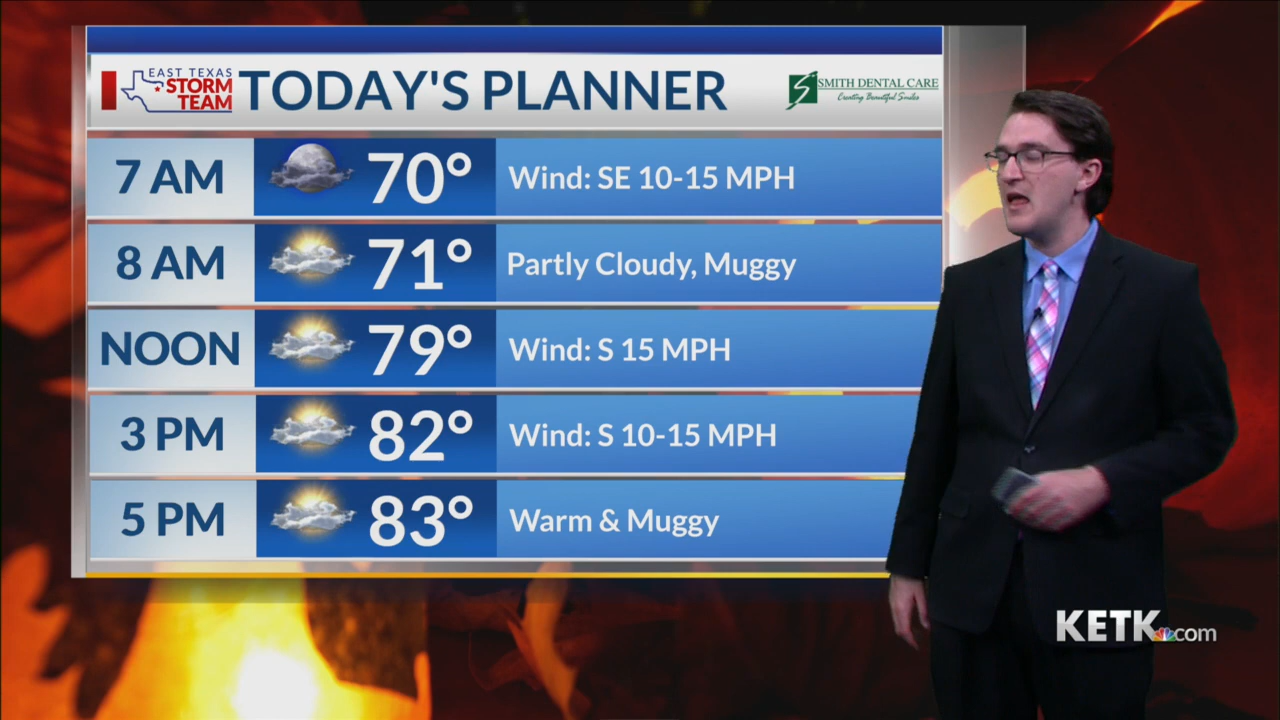 EAST TEXAS
STORM
TEAM
TODAY'S PLANNER
SMITH DENTAL CARE
Creating Beautiful Smiles
7 AM 70° Wind: SE 10-15 MPH
8 AM 71° Partly Cloudy, Muggy
NOON 79° Wind: S 15 MPH
3 PM 82° Wind: S 10-15 MPH
5 PM 83° Warm & Muggy
KETK.com